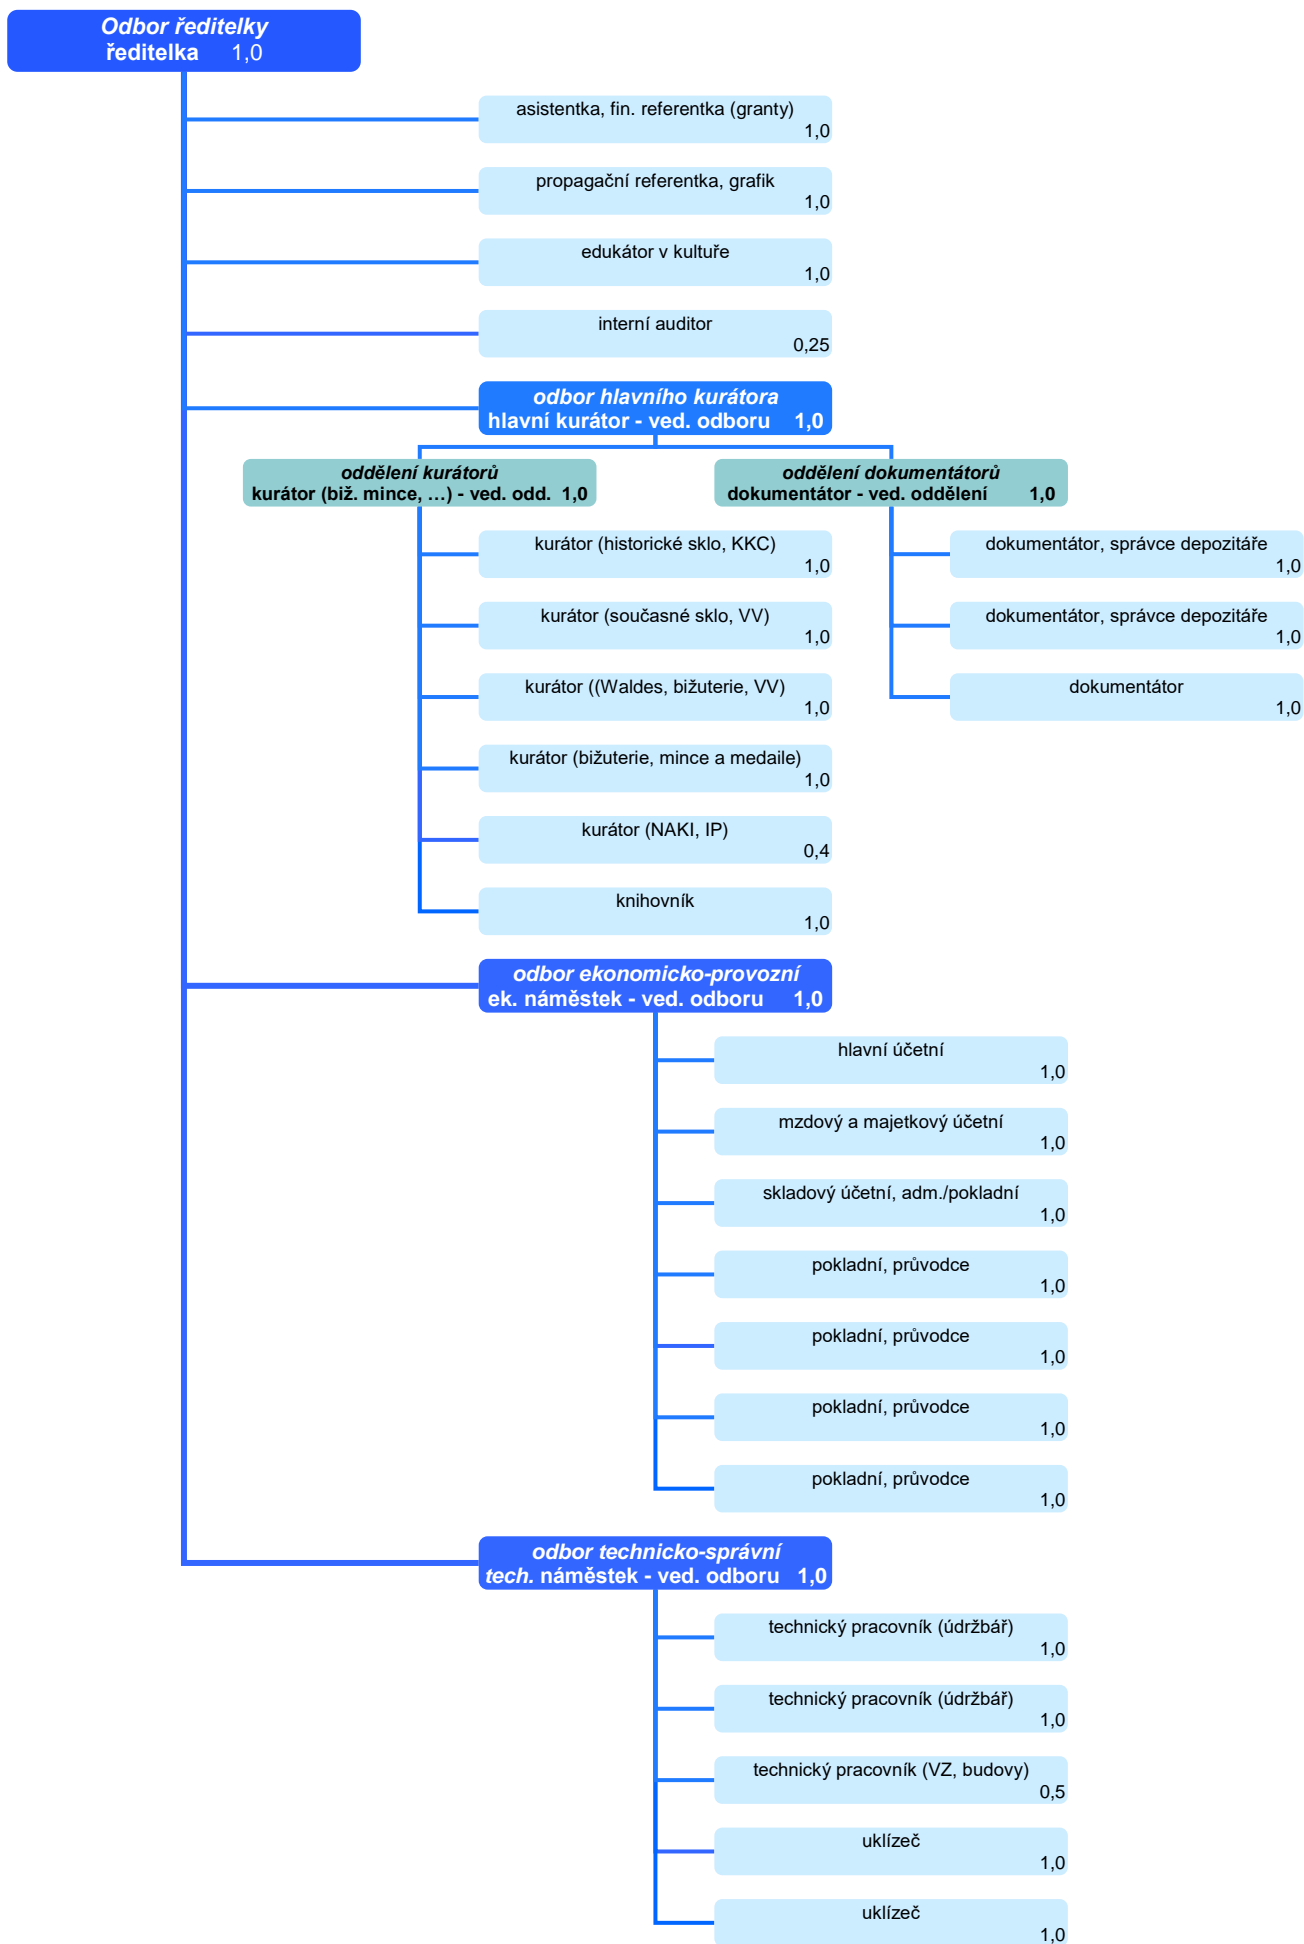 Odbor ředitelky
ředitelka 1,0
asistentka, fin. referentka (granty)
1,0
propagační referentka, grafik
1,0
edukátor v kultuře
1,0
interní auditor
0,25
odbor hlavního kurátora
hlavní kurátor - ved. odboru 1,0
oddělení kurátorů
kurátor (biž. mince, ...) - ved. odd. 1,0
oddělení dokumentátorů
dokumentátor - ved. oddělení 1,0
kurátor (historické sklo, KKC)
1,0
dokumentátor, správce depozitáře
1,0
kurátor (současné sklo, VV)
1,0
dokumentátor, správce depozitáře
1,0
kurátor ((Waldes, bižuterie, VV)
1,0
dokumentátor
1,0
kurátor (bižuterie, mince a medaile)
1,0
kurátor (NAKI, IP)
0,4
knihovník
1,0
odbor ekonomicko-provozní
ek. náměstek - ved. odboru 1,0
hlavní účetní
1,0
mzdový a majetkový účetní
1,0
skladový účetní, adm./pokladní
1,0
pokladní, průvodce
1,0
pokladní, průvodce
1,0
pokladní, průvodce
1,0
pokladní, průvodce
1,0
odbor technicko-správní
tech. náměstek - ved. odboru 1,0
technický pracovník (údržbář)
1,0
technický pracovník (údržbář)
1,0
technický pracovník (VZ, budovy)
0,5
uklízeč
1,0
uklízeč
1,0